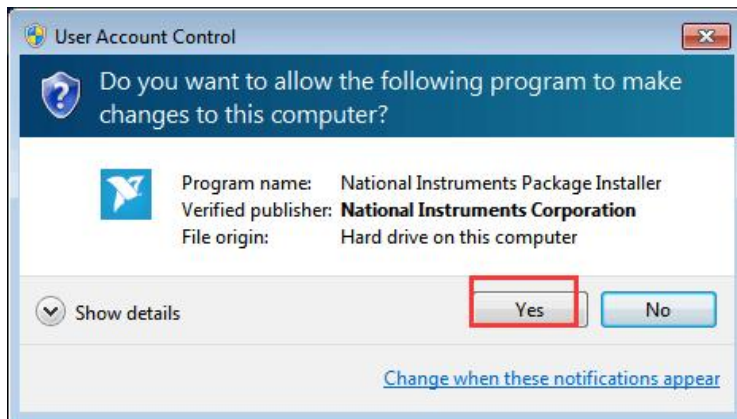 User Account Control
Do you want to allow the following program to make
changes to this computer?
Program name: National Instruments Package Installer
Verified publisher: National Instruments Corporation
File origin: Hard drive on this computer
Show details
Yes
No
Change when these notifications appear